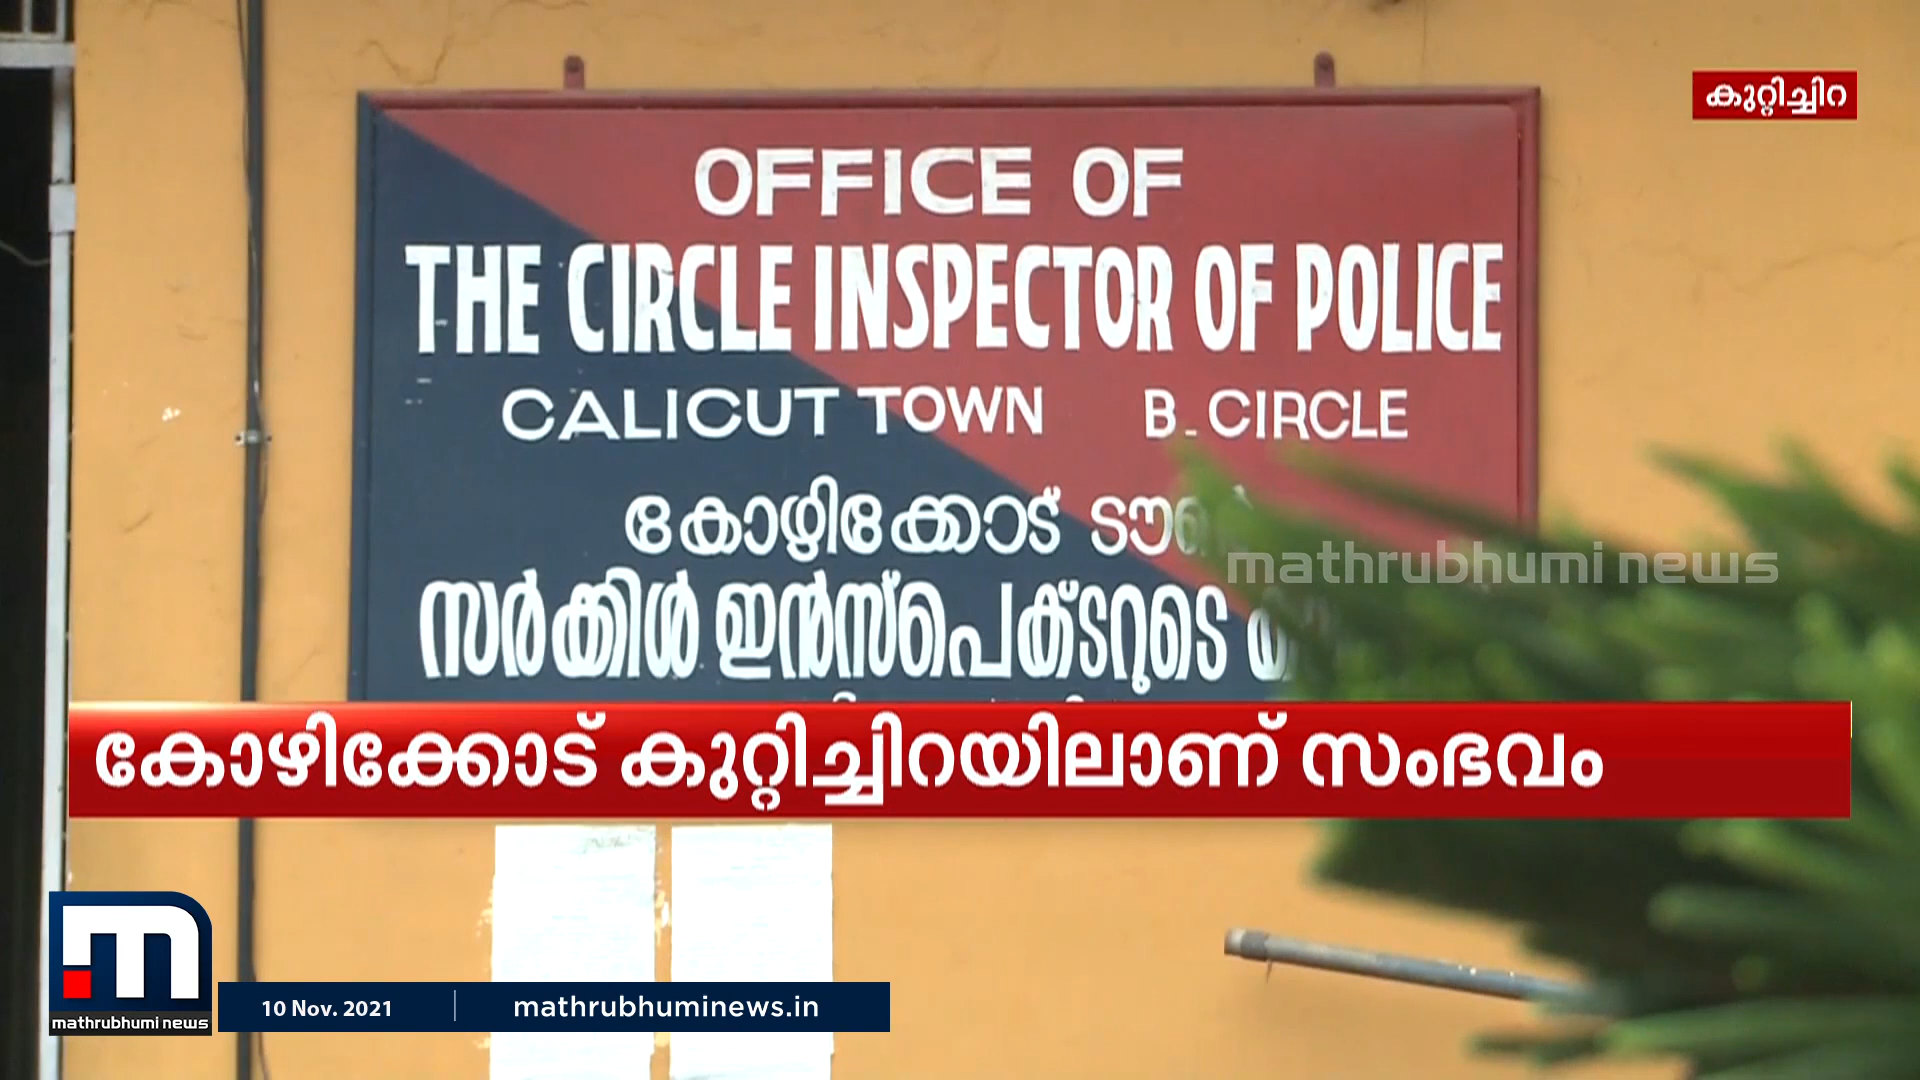 കുറ്റിച്ചിറ
OFFICE OF
THE CIRCLE INSPECTOR OF POLICE
CALICUT TOWN B. CIRCLE
കോഴിക്കോട്
mathrubhumi news
സർക്കിൾ ഇൻസ്പെക്ടറുടെ
കോഴിക്കോട് കുറ്റിച്ചിറയിലാണ് സംഭവം
10 Nov. 2021
mathrubhuminews.in
mathrubhumi news